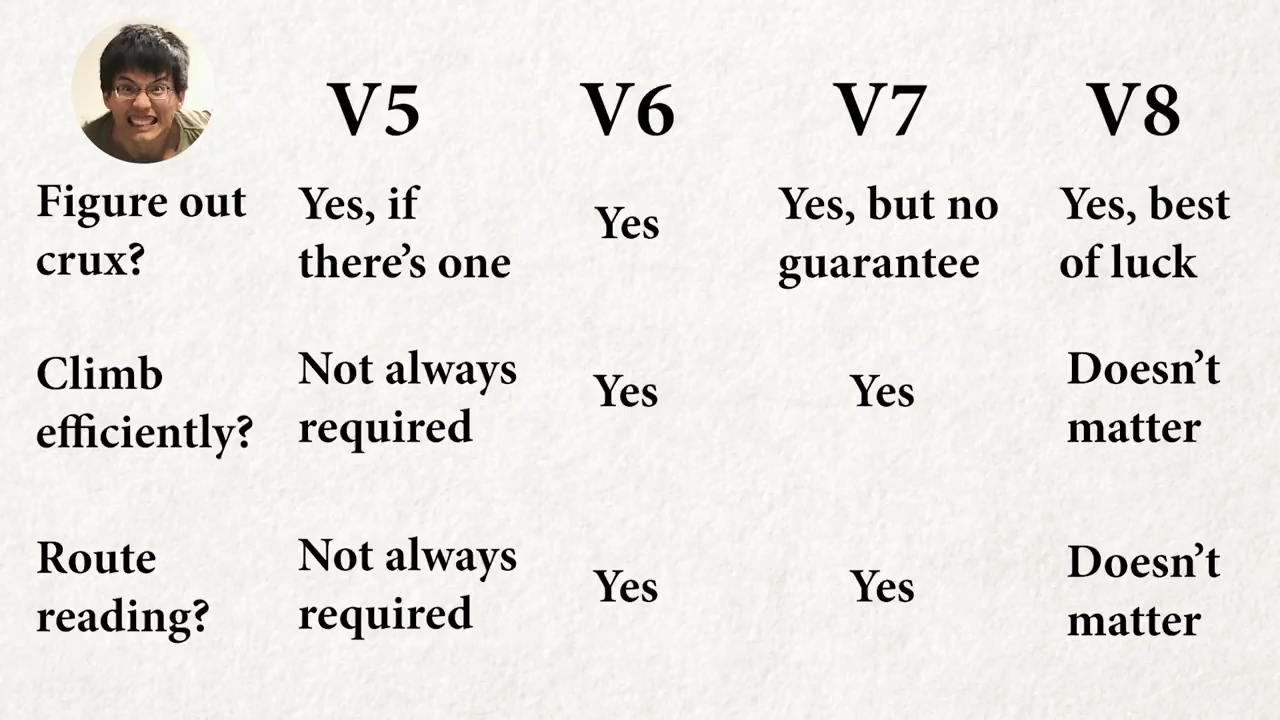 V5 V6 V7 V8
Figure out
crux?
Yes, if
there’s one
Yes
Yes, but no
guarantee
Yes, best
of luck
Climb
efficiently?
Not always
required
Yes
Yes
Doesn’t
matter
Route
reading?
Not always
required
Yes
Yes
Doesn’t
matter